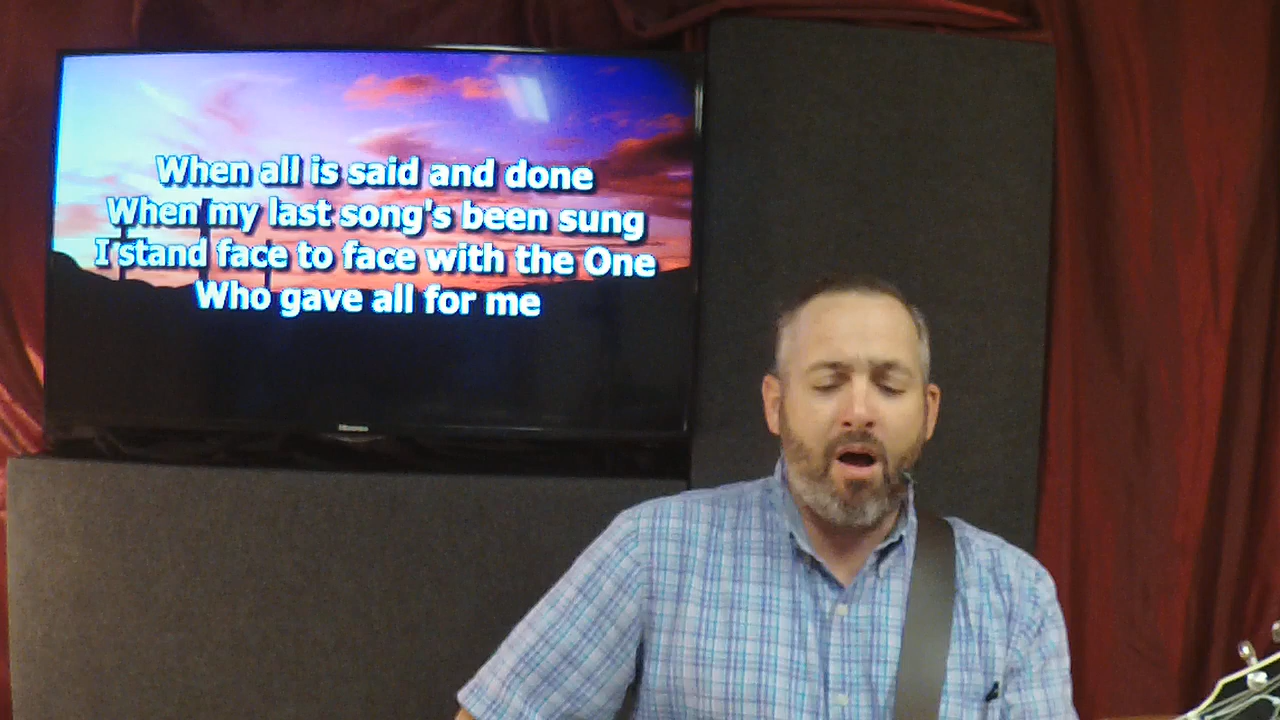 When all is said and done
When my last song's been sung
I stand face to face with the One
Who gave all for me
Hisense